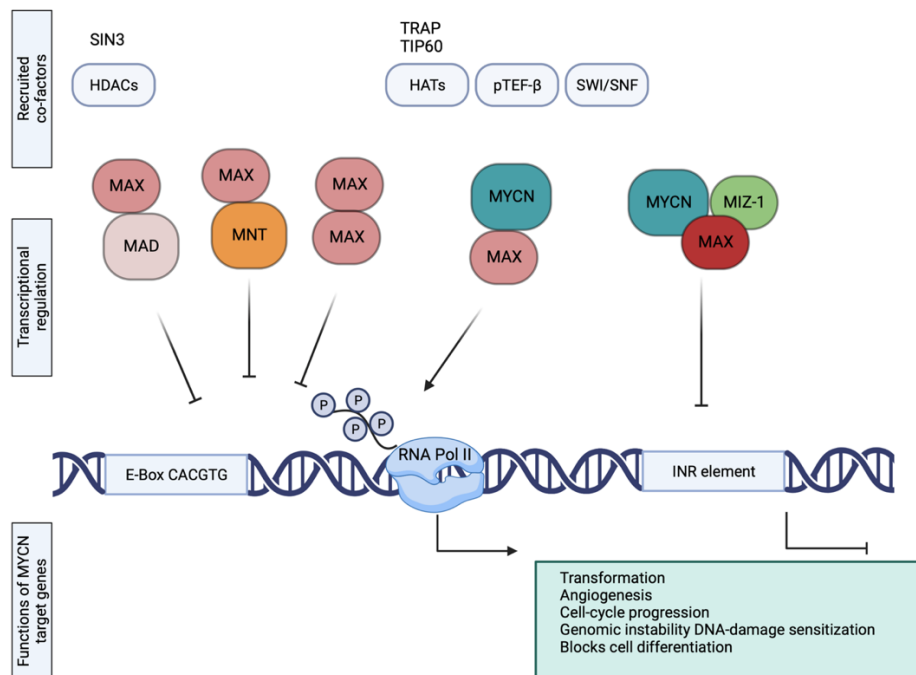 Recruited
co-factors
SIN3
HDACs
TRAP
TIP60
HATs
pTEF-β
SWI/SNF
Transcriptional
regulation
MAX
MAD
MAX
MNT
MAX
MAX
MYCN
MAX
MYCN
MIZ-1
MAX
P
P
P
P
RNA Pol II
E-Box CACGTG
INR element
Functions of MYCN
target genes
Transformation
Angiogenesis
Cell-cycle progression
Genomic instability DNA-damage sensitization
Blocks cell differentiation